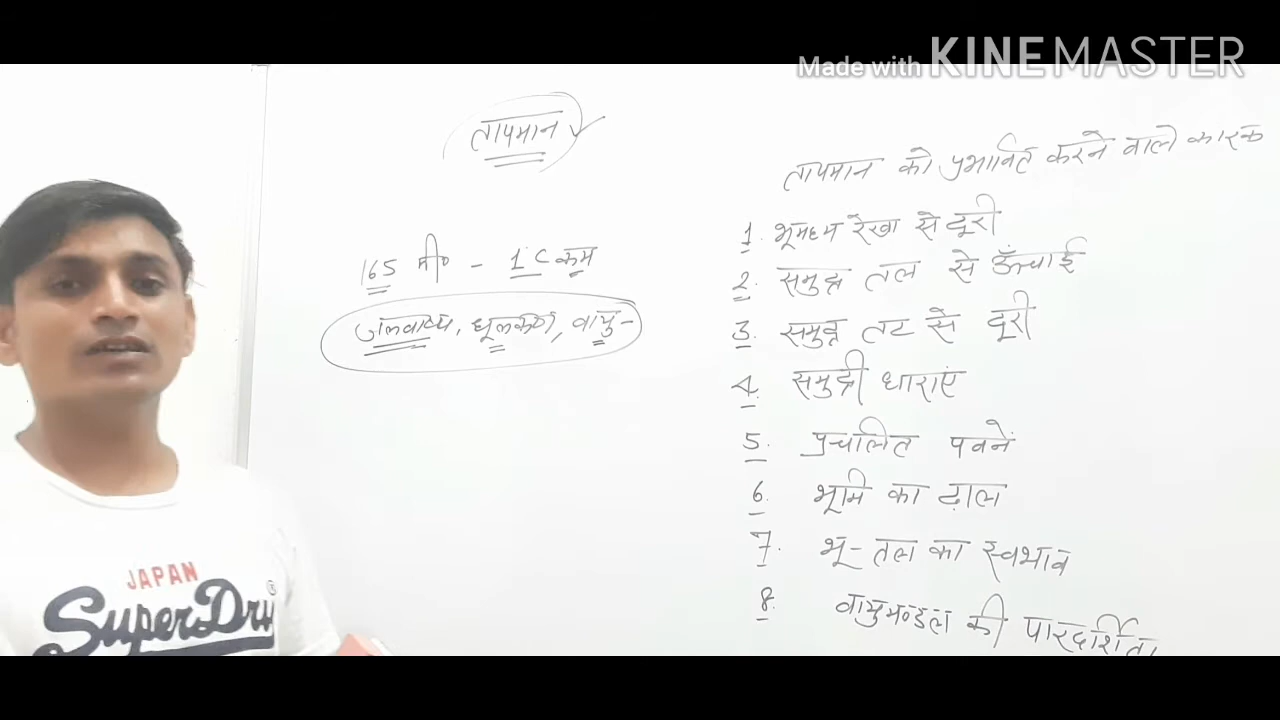 Made with KINEMASTER
तापमान
165 मी० - 1°C कम
जलवाष्प, धूलकण, वायु-
तापमान को प्रभावित करने वाले कारक
1. भूमध्य रेखा से दूरी
2. समुद्र तल से ऊँचाई
3. समुद्र तट से दूरी
4. समुद्री धाराएं
5. प्रचलित पवनें
6. भूमि का ढ़ाल
7. भू-तल का स्वभाव
8. वायुमण्डल की पारदर्शिता
JAPAN
SuperDry®